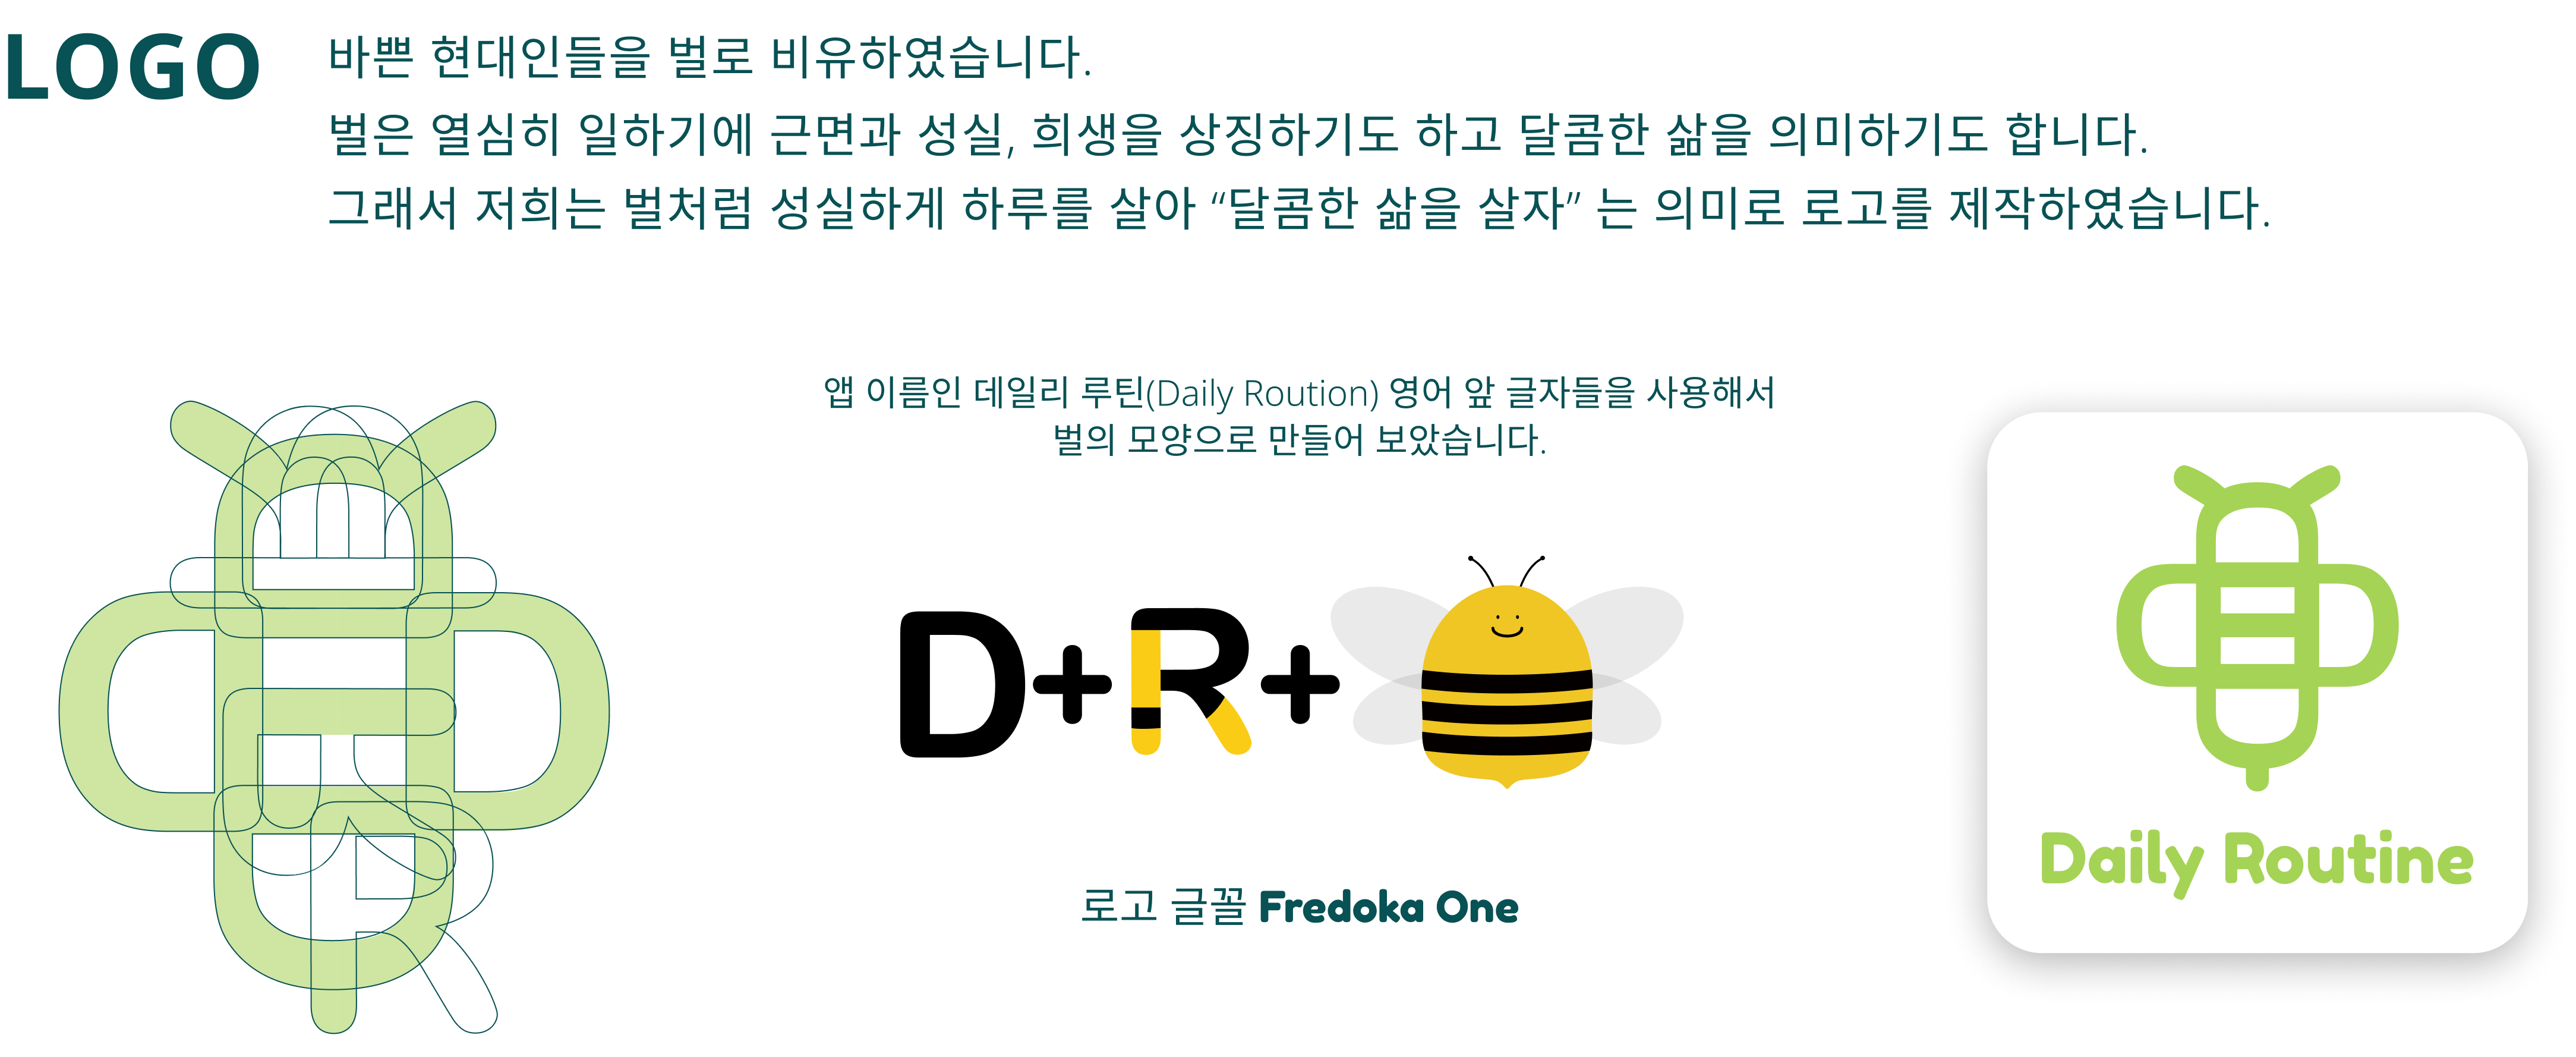 LOGO
바쁜 현대인들을 벌로 비유하였습니다.
벌은 열심히 일하기에 근면과 성실, 희생을 상징하기도 하고 달콤한 삶을 의미하기도 합니다.
그래서 저희는 벌처럼 성실하게 하루를 살아 “달콤한 삶을 살자” 는 의미로 로고를 제작하였습니다.
앱 이름인 데일리 루틴(Daily Roution) 영어 앞 글자들을 사용해서
벌의 모양으로 만들어 보았습니다.
D+R+
로고 글꼴 Fredoka One
Daily Routine